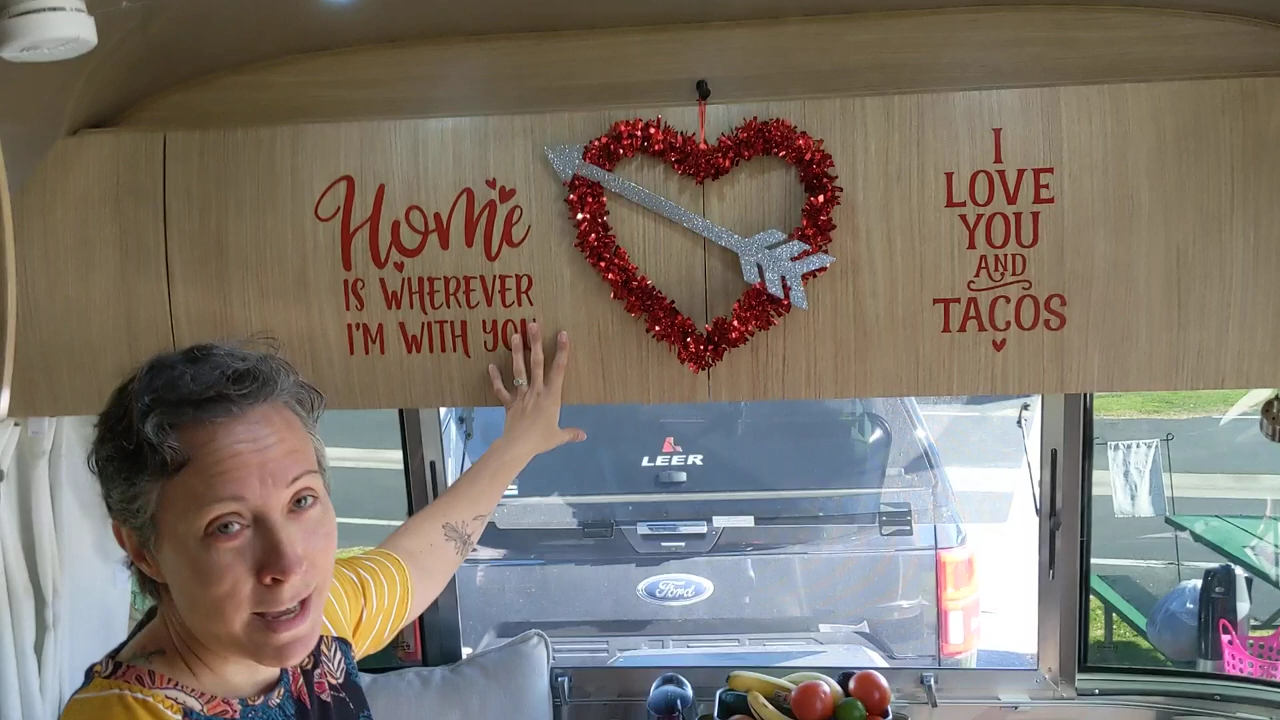 Home
IS WHEREVER
I'M WITH YOU
I
LOVE
YOU
AND
TACOS
LEER
Ford